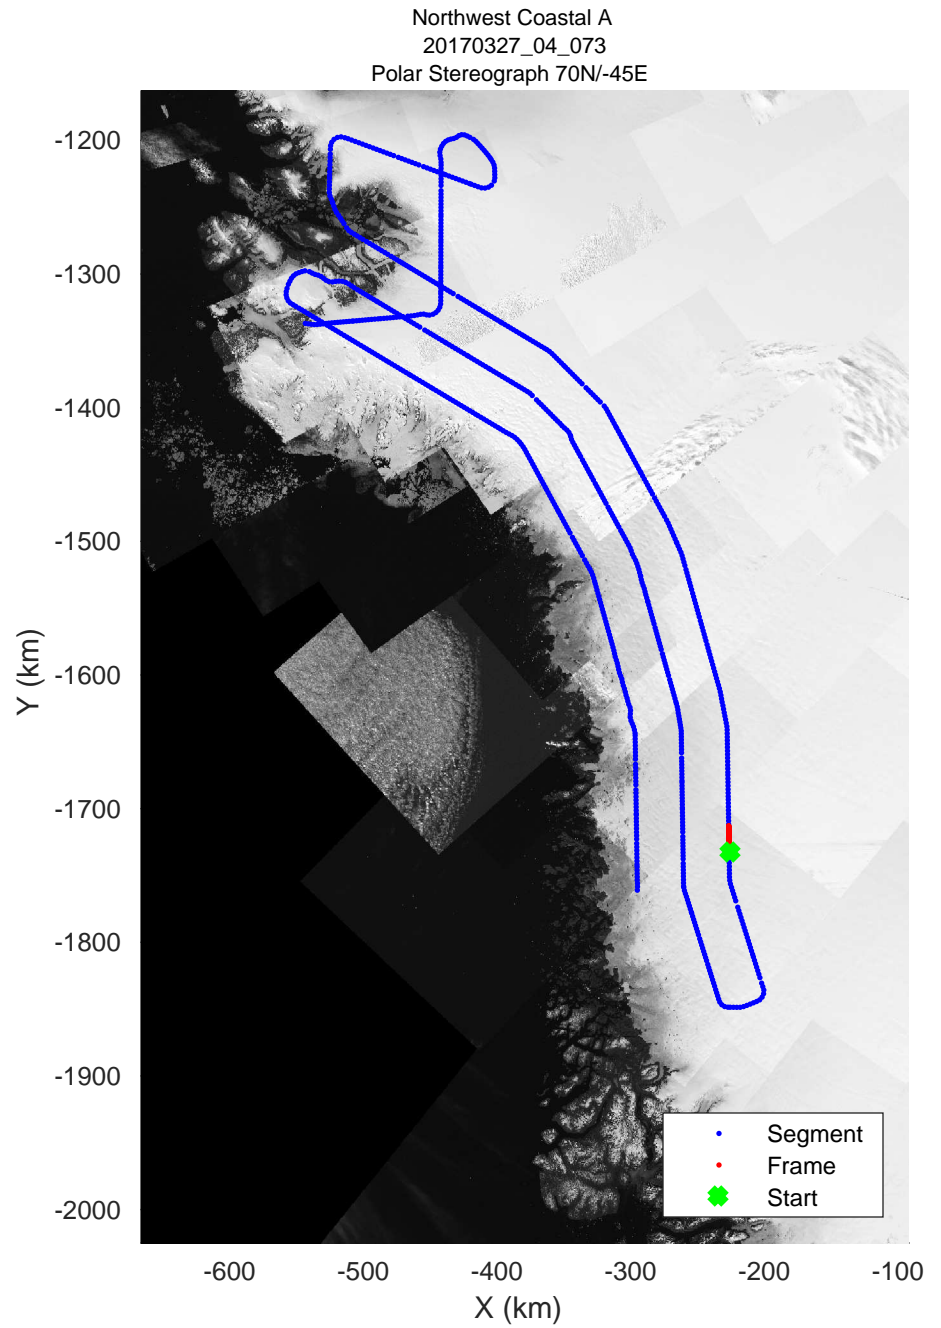 Northwest Coastal A
20170327_04_073
Polar Stereograph 70N/-45E
-1200
-1300
-1400
-1500
-1600
-1700
-1800
-1900
-2000
Y (km)
Segment
Frame
Start
-600 -500 -400 -300 -200 -100
X (km)